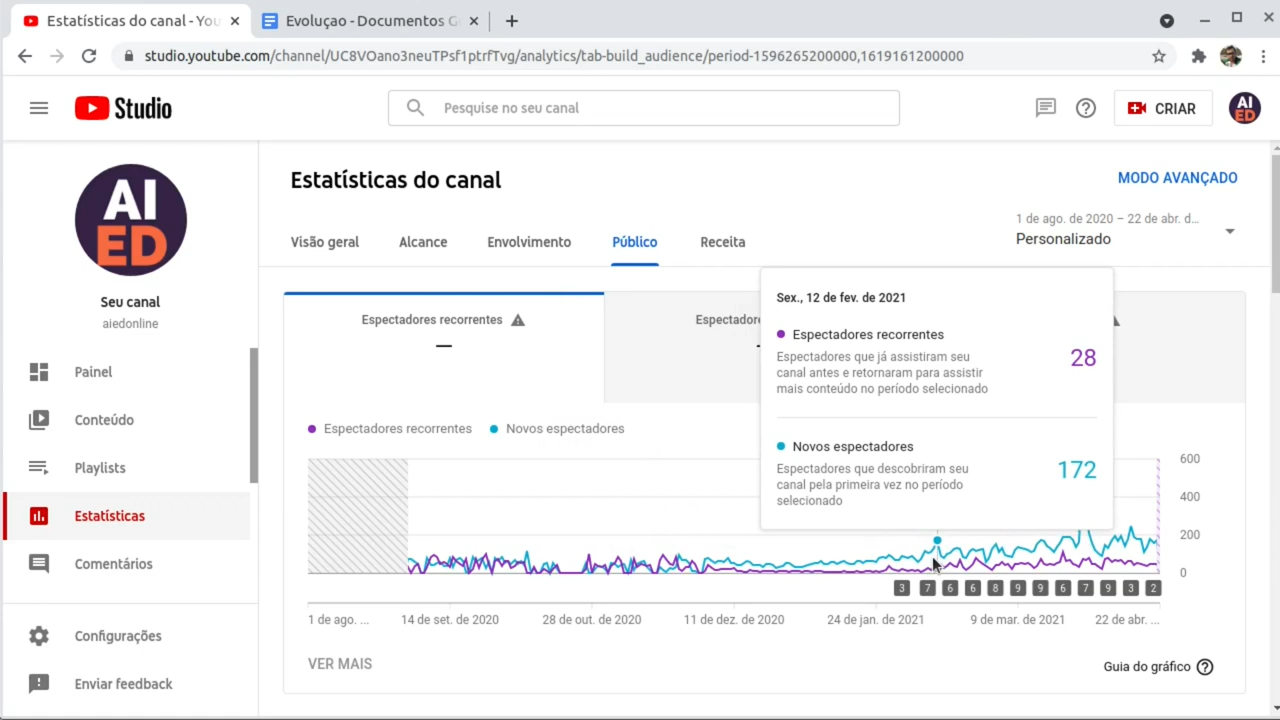 Estatísticas do canal - You
Evoluçao - Documentos G
studio.youtube.com/channel/UC8VOano3neuTPsf1ptrfTvg/analytics/tab-build_audience/period-1596265200000,1619161200000
Studio
Pesquise no seu canal
CRIAR
AI
ED
AI
ED
Seu canal
aiedonline
Painel
Conteúdo
Playlists
Estatísticas
Comentários
Configurações
Enviar feedback
Estatísticas do canal
MODO AVANÇADO
Visão geral
Alcance
Envolvimento
Público
Receita
1 de ago. de 2020 – 22 de abr. d...
Personalizado
Espectadores recorrentes
—
Espectadore
Sex., 12 de fev. de 2021
Espectadores recorrentes
Espectadores que já assistiram seu
canal antes e retornaram para assistir
mais conteúdo no período selecionado
28
Novos espectadores
Espectadores que descobriram seu
canal pela primeira vez no período
selecionado
172
Espectadores recorrentes
Novos espectadores
600
400
200
0
3 7 6 6 8 9 9 6 7 9 3 2
1 de ago. ...
14 de set. de 2020
28 de out. de 2020
11 de dez. de 2020
24 de jan. de 2021
9 de mar. de 2021
22 de abr. ...
VER MAIS
Guia do gráfico